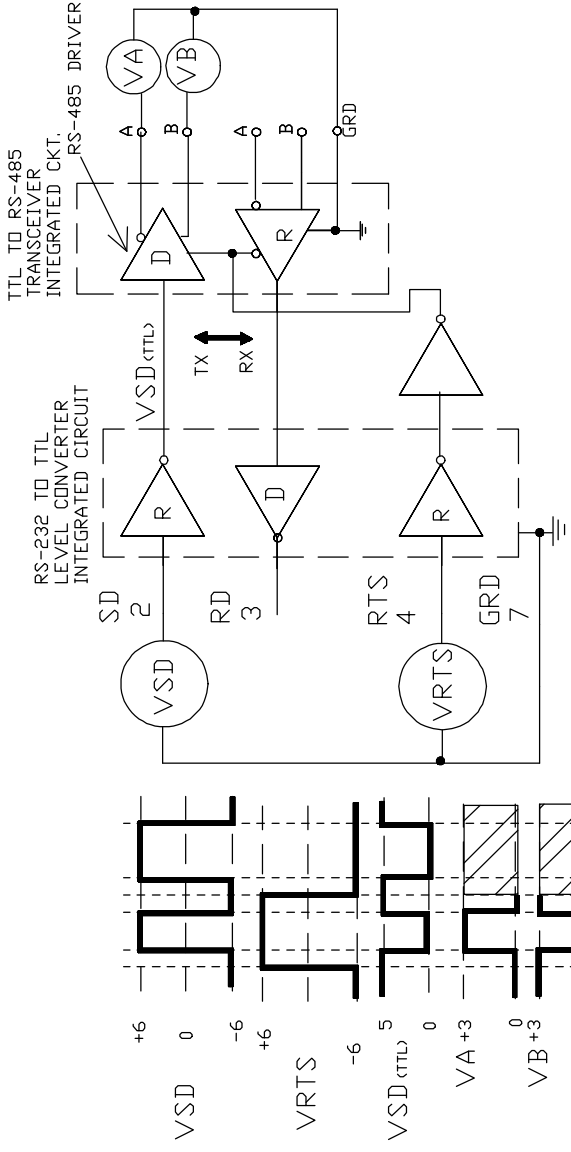 +6
VSD 0
-6
+6
VRTS
-6
5
VSD(TTL)
0
VA +3
0
VB +3
VSD
VRTS
SD
2
RD
3
RTS
4
GRD
7
RS-232 TO TTL
LEVEL CONVERTER
INTEGRATED CIRCUIT
R
D
R
VSD(TTL)
TX
RX
TTL TO RS-485
TRANSCEIVER
INTEGRATED CKT.
RS-485 DRIVER
D
R
A
B
A
B
GRD
VA
VB